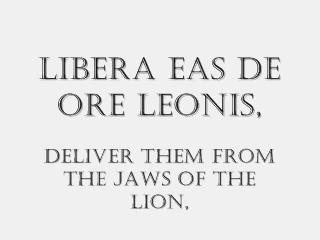 LIBERA EAS DE
ORE LEONIS,
DELIVER THEM FROM
THE JAWS OF THE
LION,